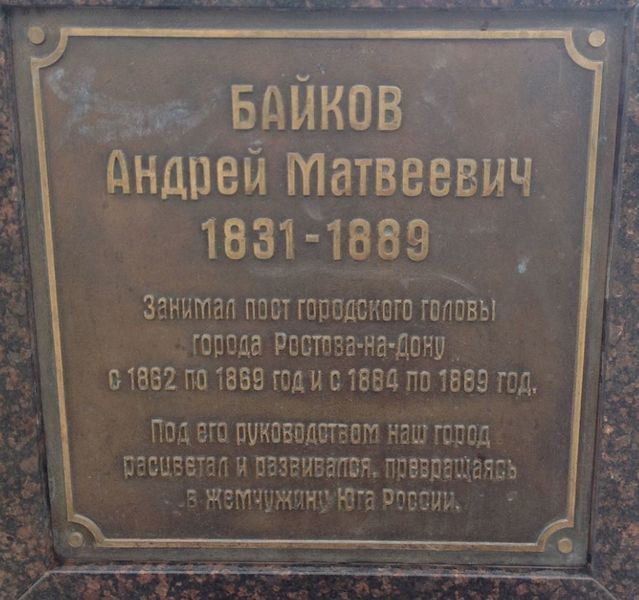 БАЙКОВ
Андрей Матвеевич
1831-1889
Занимал пост городского головы
города Ростова-на-Дону
с 1862 по 1869 год и с 1884 по 1889 год.
Под его руководством наш город
расцветал и развивался, превращаясь
в жемчужину Юга России.